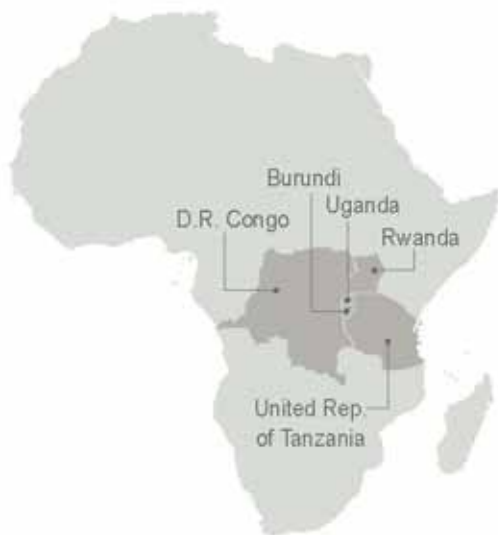 Burundi
Uganda
D.R. Congo
Rwanda
United Rep.
of Tanzania